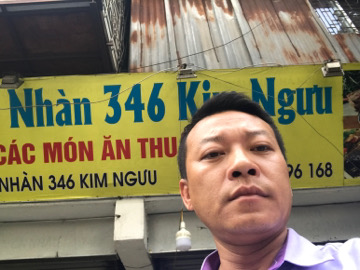 Nhàn 346 Kim Ngưu
CÁC MÓN ĂN THU
NHÀN 346 KIM NGƯU 96 168